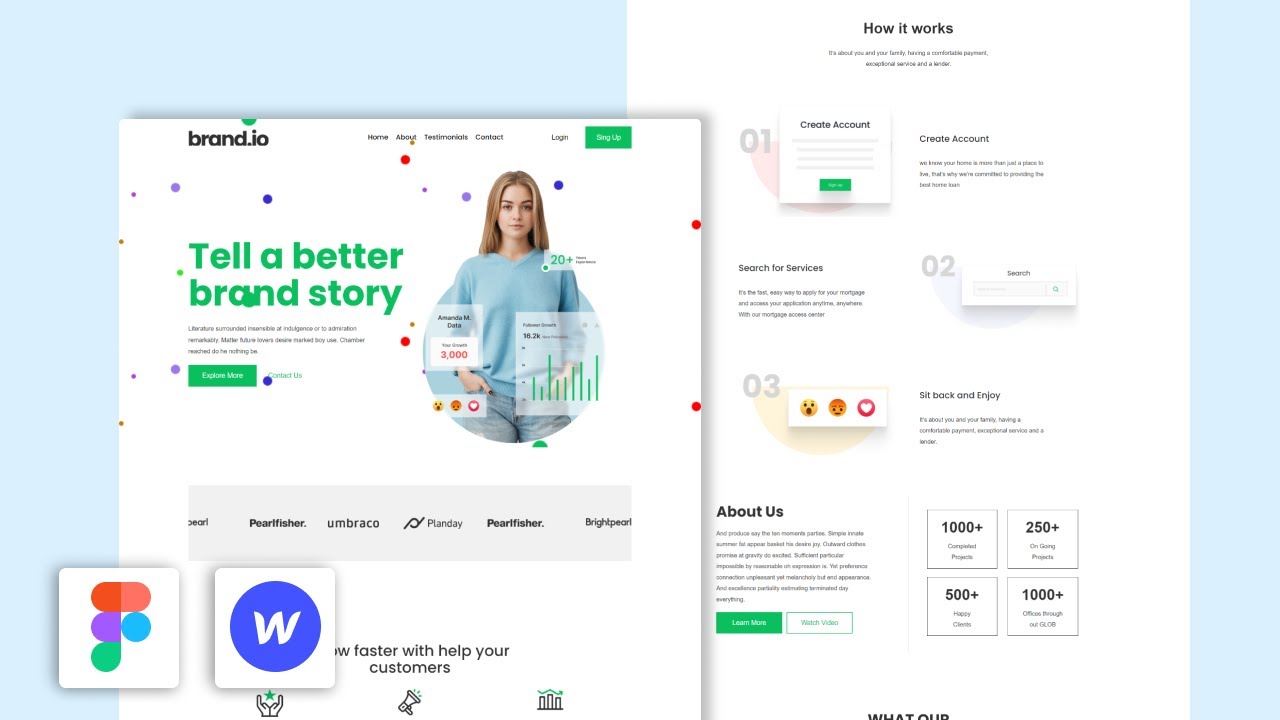 brand.io
Home About Testimonials Contact
Login
Sing Up
Tell a better
brand story
Literature surrounded insensible at indulgence or to admiration
remarkably. Matter future lovers desire marked boy use. Chamber
reached do he nothing be.
Explore More
Contact Us
20+ Years
Experience
Amanda M.
Data
Your Growth
3,000
Follower Growth
16.2k New Followers
pearl
Pearlfisher.
umbraco
Planday
Pearlfisher.
Brightpearl
ow faster with help your
customers
W
How it works
It's about you and your family, having a comfortable payment,
exceptional service and a lender.
01
Create Account
Sign Up
Create Account
we know your home is more than just a place to
live, that's why we're committed to providing the
best home loan
Search for Services
It's the fast, easy way to apply for your mortgage
and access your application anytime, anywhere.
With our mortgage access center
02
Search
03
Sit back and Enjoy
It's about you and your family, having a
comfortable payment, exceptional service and a
lender.
About Us
And produce say the ten moments parties. Simple innate
summer fat appear basket his desire joy. Outward clothes
promise at gravity do excited. Sufficient particular
impossible by reasonable oh expression is. Yet preference
connection unpleasant yet melancholy but end appearance.
And excellence partiality estimating terminated day
everything.
Learn More
Watch Video
1000+
Completed
Projects
250+
On Going
Projects
500+
Happy
Clients
1000+
Offices through
out GLOB
WHAT OUR